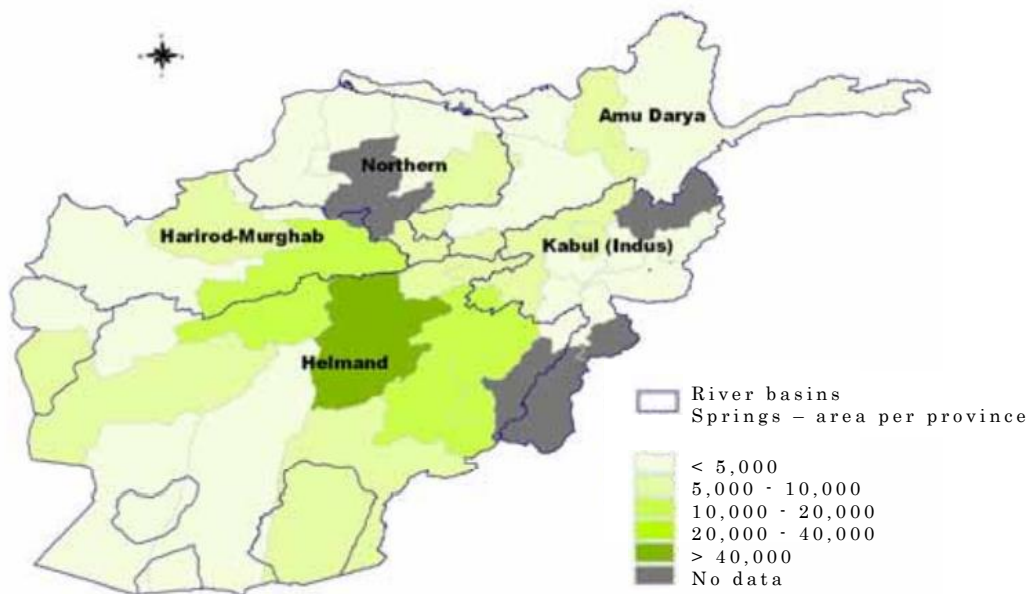 Amu Darya
Northern
Harirod-Murghab
Kabul (Indus)
Helmand
River basins
Springs – area per province
< 5,000
5,000 - 10,000
10,000 - 20,000
20,000 - 40,000
> 40,000
No data